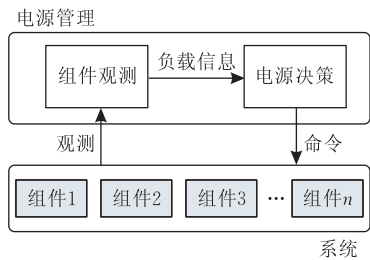 电源管理
负载信息
组件观测
电源决策
观测
命令
组件1 组件2 组件3 … 组件n
系统